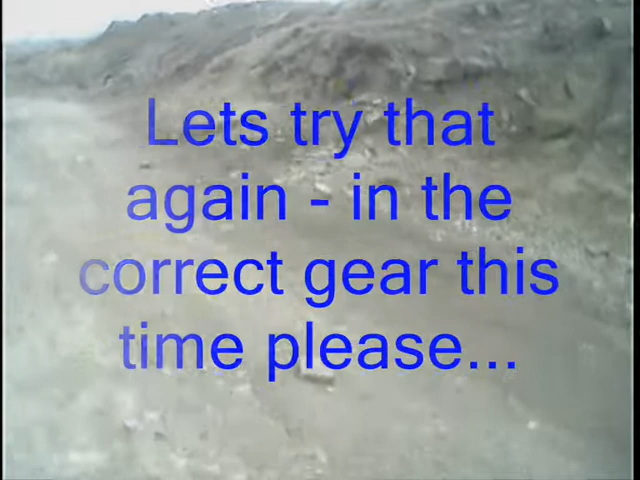 Lets try that
again - in the
correct gear this
time please...